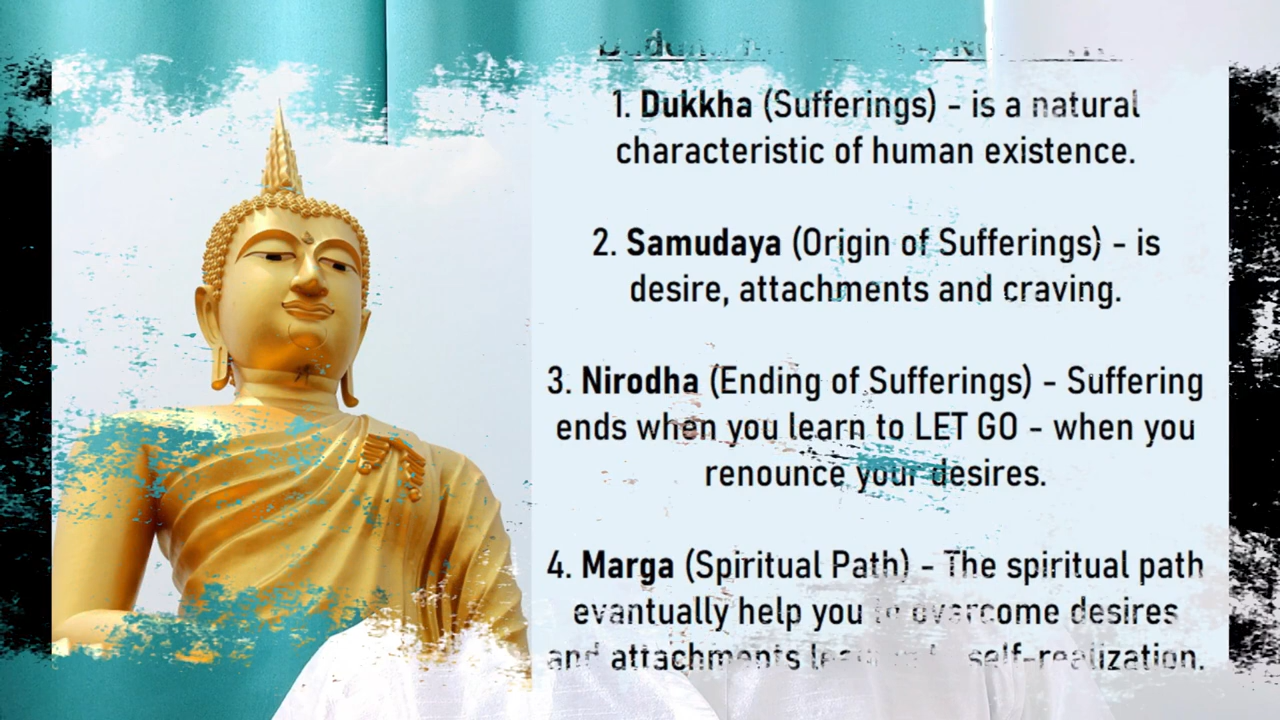 1. Dukkha (Sufferings) - is a natural
characteristic of human existence.
2. Samudaya (Origin of Sufferings) - is
desire, attachments and craving.
3. Nirodha (Ending of Sufferings) - Suffering
ends when you learn to LET GO - when you
renounce your desires.
4. Marga (Spiritual Path) - The spiritual path
evantually help you to overcome desires
and attachments self-realization.